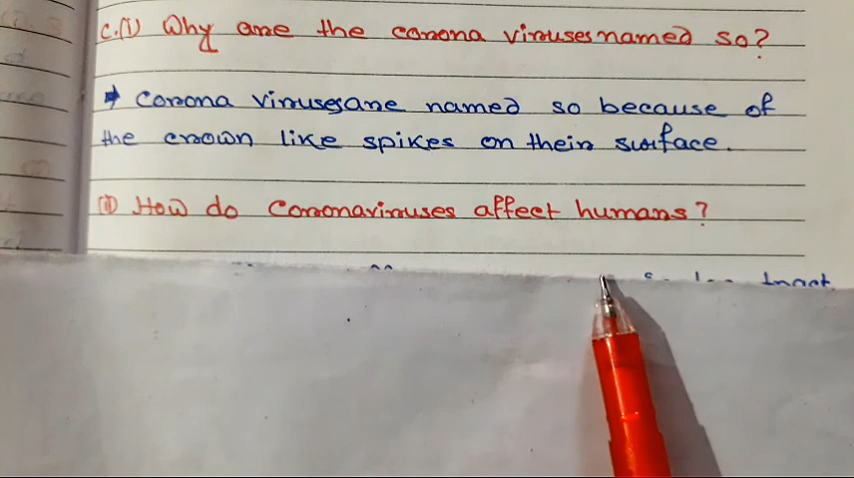 c.(i) Why are the corona viruses named so?
→ Corona viruses are named so because of
the crown like spikes on their surface.
(ii) How do Coronaviruses affect humans?
tract